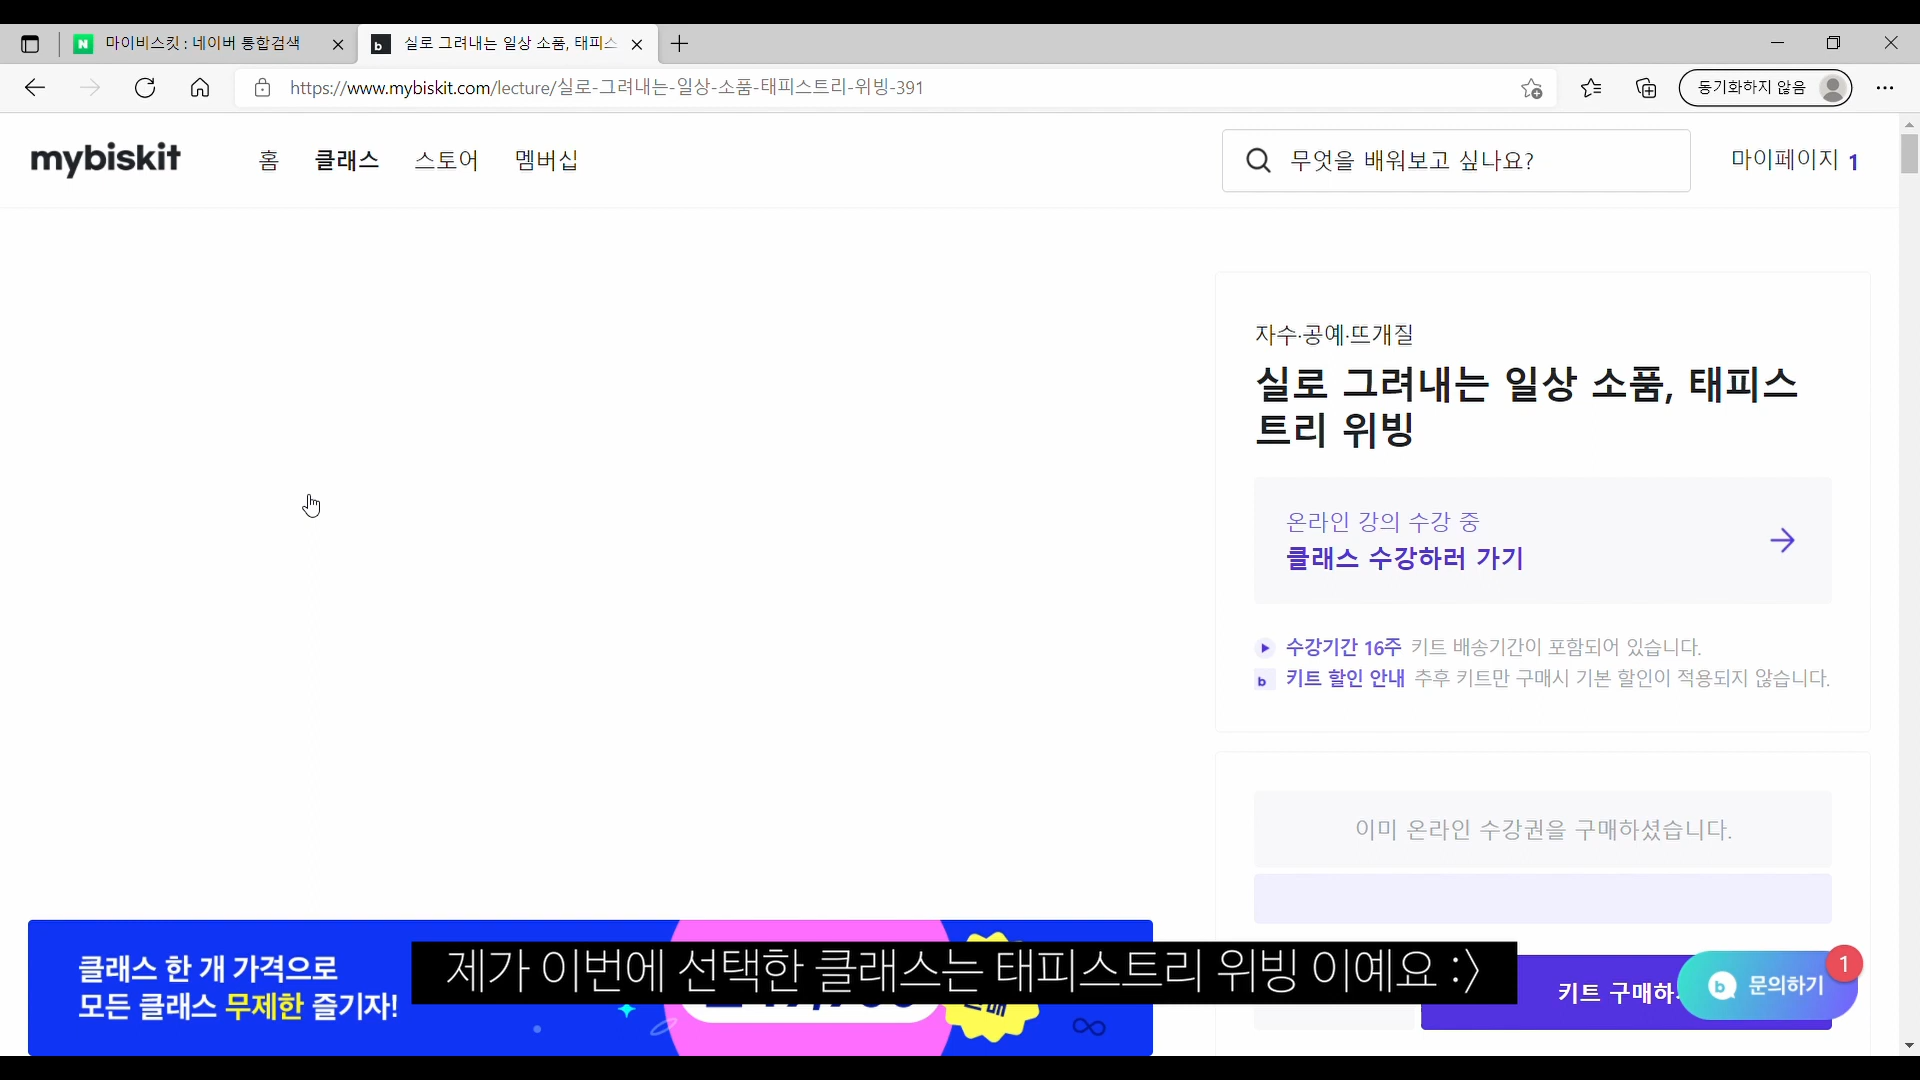 마이비스킷 : 네이버 통합검색
실로 그려내는 일상 소품, 태피스
https://www.mybiskit.com/lecture/실로-그려내는-일상-소품-태피스트리-위빙-391
동기화하지 않음
mybiskit
홈 클래스 스토어 멤버십
무엇을 배워보고 싶나요?
마이페이지 1
자수·공예·뜨개질
실로 그려내는 일상 소품, 태피스
트리 위빙
온라인 강의 수강 중
클래스 수강하러 가기
수강기간 16주 키트 배송기간이 포함되어 있습니다.
b 키트 할인 안내 추후 키트만 구매시 기본 할인이 적용되지 않습니다.
이미 온라인 수강권을 구매하셨습니다.
클래스 한 개 가격으로
모든 클래스 무제한 즐기자!
제가 이번에 선택한 클래스는 태피스트리 위빙 이예요 :)
키트 구매하
b 문의하기
1